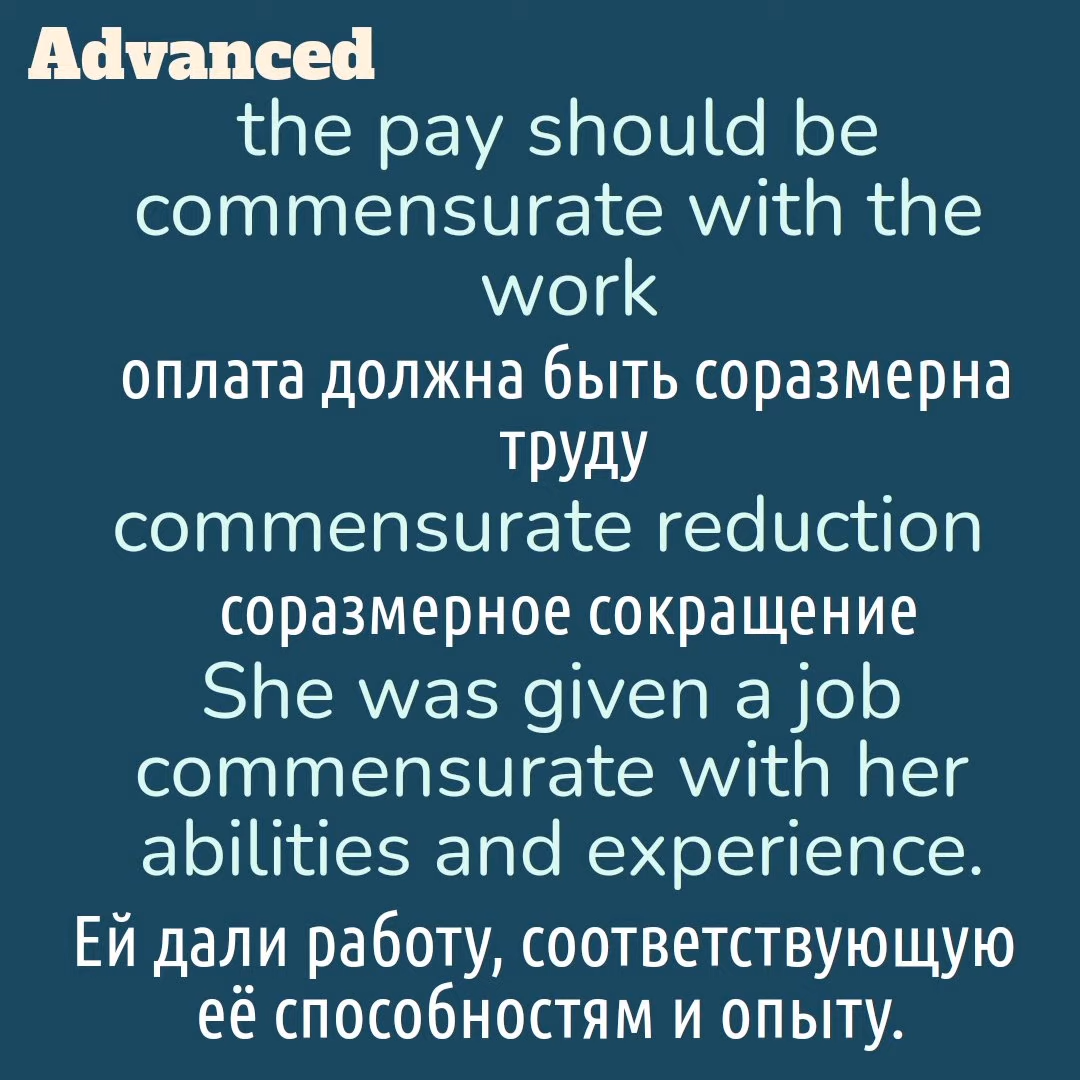 Advanced
the pay should be
commensurate with the
work
оплата должна быть соразмерна
труду
commensurate reduction
соразмерное сокращение
She was given a job
commensurate with her
abilities and experience.
Ей дали работу, соответствующую
её способностям и опыту.